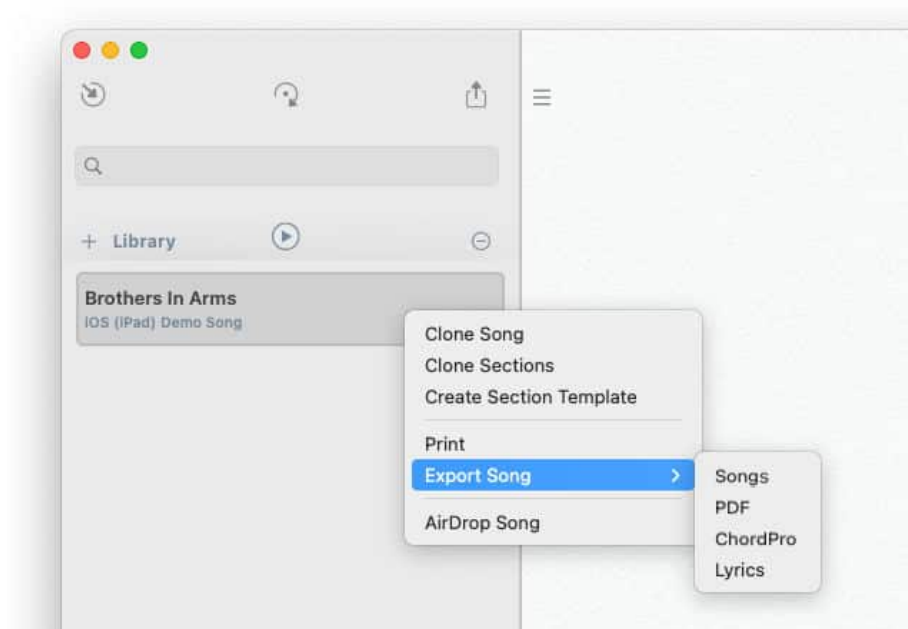 Library
Brothers In Arms
iOS (iPad) Demo Song
Clone Song
Clone Sections
Create Section Template
Print
Export Song
AirDrop Song
Songs
PDF
ChordPro
Lyrics